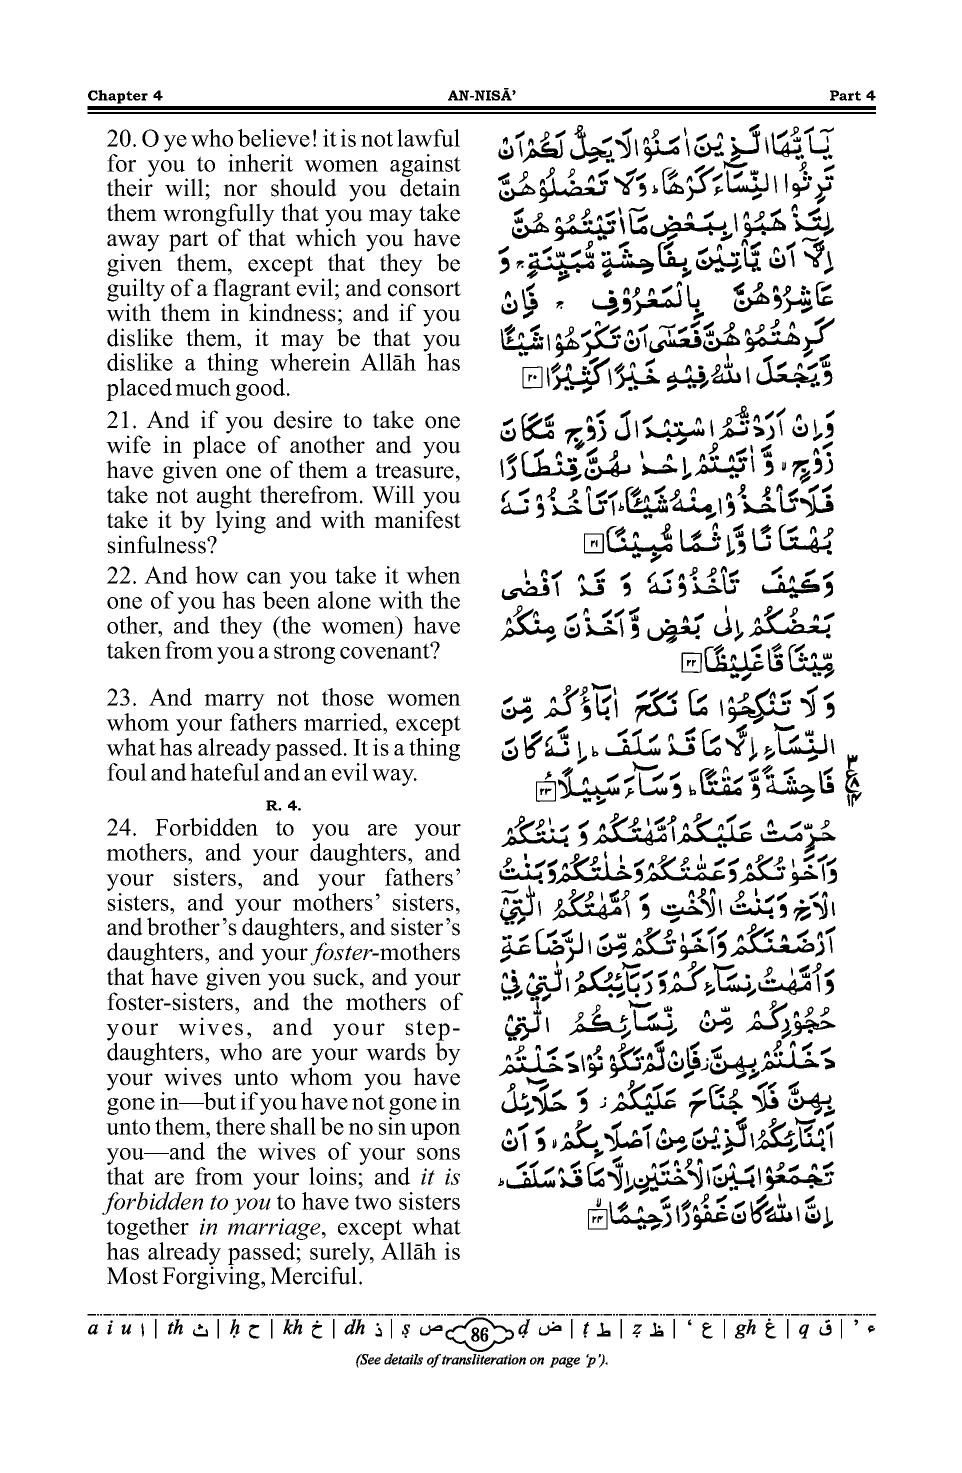 Chapter 4 AN-NISĀ’ Part 4
20. O ye who believe! it is not lawful
for you to inherit women against
their will; nor should you detain
them wrongfully that you may take
away part of that which you have
given them, except that they be
guilty of a flagrant evil; and consort
with them in kindness; and if you
dislike them, it may be that you
dislike a thing wherein Allāh has
placed much good.
يٰۤاَيُّهَا الَّذِيْنَ اٰمَنُوْا لَا يَحِلُّ لَكُمْ اَنْ
تَرِثُوا النِّسَآءَ كَرْهًا ؕ وَلَا تَعْضُلُوْهُنَّ
لِتَذْهَبُوْا بِبَعْضِ مَاۤ اٰتَيْتُمُوْهُنَّ
اِلَّاۤ اَنْ يَّاْتِيْنَ بِفَاحِشَةٍ مُّبَيِّنَةٍ ۚ وَ
عَاشِرُوْهُنَّ بِالْمَعْرُوْفِ ۚ فَاِنْ
كَرِهْتُمُوْهُنَّ فَعَسٰۤى اَنْ تَكْرَهُوْا شَيْئًا
وَّيَجْعَلَ اللّٰهُ فِيْهِ خَيْرًا كَثِيْرًا ۲۰
21. And if you desire to take one
wife in place of another and you
have given one of them a treasure,
take not aught therefrom. Will you
take it by lying and with manifest
sinfulness?
وَاِنْ اَرَدْتُّمُ اسْتِبْدَالَ زَوْجٍ مَّكَانَ
زَوْجٍ ۙ وَّاٰتَيْتُمْ اِحْدٰىهُنَّ قِنْطَارًا
فَلَا تَاْخُذُوْا مِنْهُ شَيْئًا ؕ اَتَاْخُذُوْنَهٗ
بُهْتَانًا وَّاِثْمًا مُّبِيْنًا ۲۱
22. And how can you take it when
one of you has been alone with the
other, and they (the women) have
taken from you a strong covenant?
وَكَيْفَ تَاْخُذُوْنَهٗ وَ قَدْ اَفْضٰى
بَعْضُكُمْ اِلٰى بَعْضٍ وَّاَخَذْنَ مِنْكُمْ
مِّيْثَاقًا غَلِيْظًا ۲۲
23. And marry not those women
whom your fathers married, except
what has already passed. It is a thing
foul and hateful and an evil way.
وَلَا تَنْكِحُوْا مَا نَكَحَ اٰبَآؤُكُمْ مِّنَ
النِّسَآءِ اِلَّا مَا قَدْ سَلَفَ ؕ اِنَّهٗ كَانَ
فَاحِشَةً وَّ مَقْتًا ؕ وَسَآءَ سَبِيْلًا ۲۳
R. 4.
24. Forbidden to you are your
mothers, and your daughters, and
your sisters, and your fathers’
sisters, and your mothers’ sisters,
and brother’s daughters, and sister’s
daughters, and your foster-mothers
that have given you suck, and your
foster-sisters, and the mothers of
your wives, and your step-
daughters, who are your wards by
your wives unto whom you have
gone in—but if you have not gone in
unto them, there shall be no sin upon
you—and the wives of your sons
that are from your loins; and it is
forbidden to you to have two sisters
together in marriage, except what
has already passed; surely, Allāh is
Most Forgiving, Merciful.
حُرِّمَتْ عَلَيْكُمْ اُمَّهٰتُكُمْ وَ بَنٰتُكُمْ
وَاَخَوٰتُكُمْ وَعَمّٰتُكُمْ وَخٰلٰتُكُمْ وَبَنٰتُ
الْاَخِ وَبَنٰتُ الْاُخْتِ وَ اُمَّهٰتُكُمُ الّٰتِيْۤ
اَرْضَعْنَكُمْ وَاَخَوٰتُكُمْ مِّنَ الرَّضَاعَةِ
وَاُمَّهٰتُ نِسَآئِكُمْ وَرَبَآئِبُكُمُ الّٰتِيْ فِيْ
حُجُوْرِكُمْ مِّنْ نِّسَآئِكُمُ الّٰتِيْ
دَخَلْتُمْ بِهِنَّ ؗ فَاِنْ لَّمْ تَكُوْنُوْا دَخَلْتُمْ
بِهِنَّ فَلَا جُنَاحَ عَلَيْكُمْ ؗ وَ حَلَآئِلُ
اَبْنَآئِكُمُ الَّذِيْنَ مِنْ اَصْلَابِكُمْ ۙ وَ اَنْ
تَجْمَعُوْا بَيْنَ الْاُخْتَيْنِ اِلَّا مَا قَدْ سَلَفَ ؕ
اِنَّ اللّٰهَ كَانَ غَفُوْرًا رَّحِيْمًا ۲۴
a i u ا | th ث | ḥ ح | kh خ | dh ذ | ṣ ص 86 ḍ ض | ṭ ط | ẓ ظ | ‘ ع | gh غ | q ق | ’ ء
(See details of transliteration on page ‘p’).